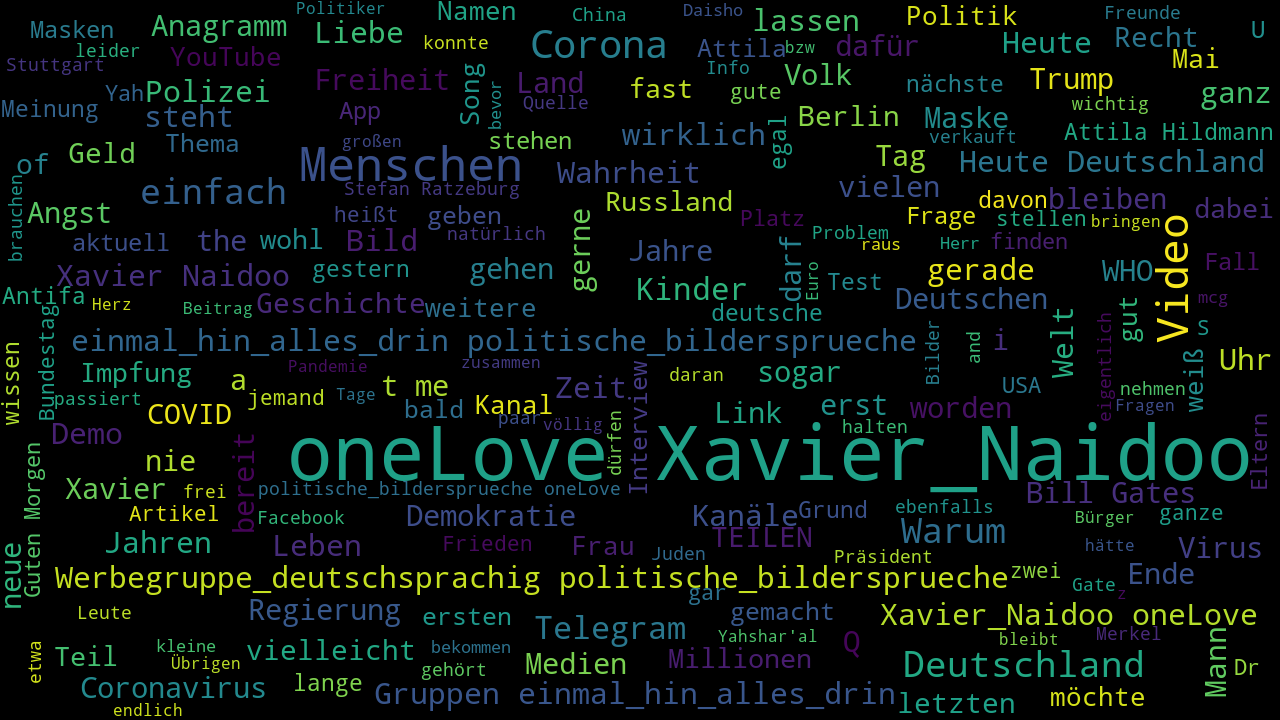 Politiker
Namen
China
Daisho
lassen
Politik
Freunde
U
Masken
Anagramm
Liebe
konnte
Corona
Attila
bzw
dafür
Heute
Recht
Mai
leider
YouTube
Stuttgart
Freiheit
Song
Land
Info
Volk
nächste
Trump
ganz
Meinung
Yah
Polizei
App
bevor
Quelle
fast
gute
Berlin
Maske
wichtig
steht
Thema
großen
stehen
wirklich
egal
verkauft
Attila Hildmann
of
Geld
Menschen
Wahrheit
Tag
Heute Deutschland
brauchen
einfach
Stefan Ratzeburg
Russland
vielen
davon
bleiben
dabei
Angst
heißt
geben
natürlich
gerne
Platz
Frage
stellen
bringen
aktuell
the
wohl
Bild
Jahre
darf
Problem
raus
Herr
finden
Video
Fall
Xavier Naidoo
gestern
gehen
Kinder
Euro
Test
gerade
WHO
Antifa
Herz
Beitrag
Geschichte
weitere
deutsche
Deutschen
Welt
gut
mcg
Bundestag
einmal_hin_alles_drin politische_bildersprueche
Bilder
and
i
eigentlich
S
wissen
Impfung
Pandemie
zusammen
daran
sogar
weiß
Uhr
passiert
a
jemand
Tage
t me
Zeit
Interview
USA
nehmen
COVID
bald
Kanal
paar
völlig
Link
erst
worden
Fragen
Demo
dürfen
halten
Eltern
oneLove Xavier_Naidoo
Guten Morgen
nie
bereit
Xavier
frei
politische_bildersprueche oneLove
Bill Gates
Artikel
Facebook
Demokratie
Kanäle
Grund
ebenfalls
Bürger
ganze
neue
Jahren
Leben
Frieden
Frau
Juden
TEILEN
Präsident
Warum
hätte
Virus
Werbegruppe_deutschsprachig politische_bildersprueche
zwei
Gate
z
Ende
Leute
Regierung
ersten
gar
gemacht
Xavier_Naidoo oneLove
etwa
kleine
vielleicht
bekommen
Telegram
Yahshar'al
Q
bleibt
Merkel
Mann
Teil
Übrigen
gehört
Medien
Millionen
Deutschland
Dr
Coronavirus
lange
Gruppen einmal_hin_alles_drin
letzten
möchte
endlich